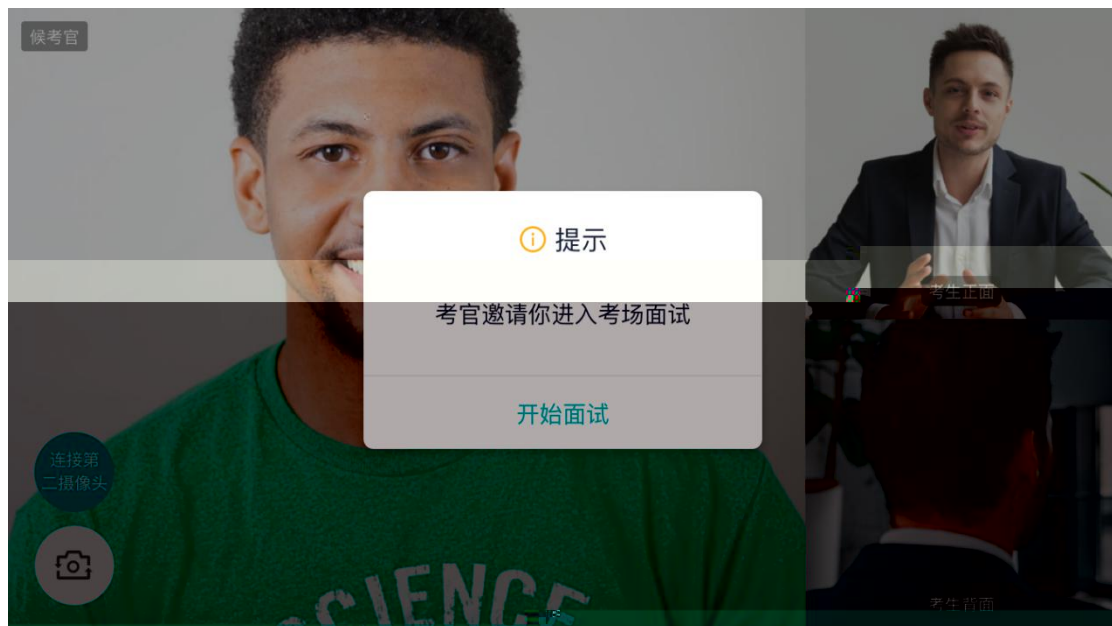 候考官
提示
考官邀请你进入考场面试
开始面试
考生正面
连接第
二摄像头
SCIENCE
考生背面